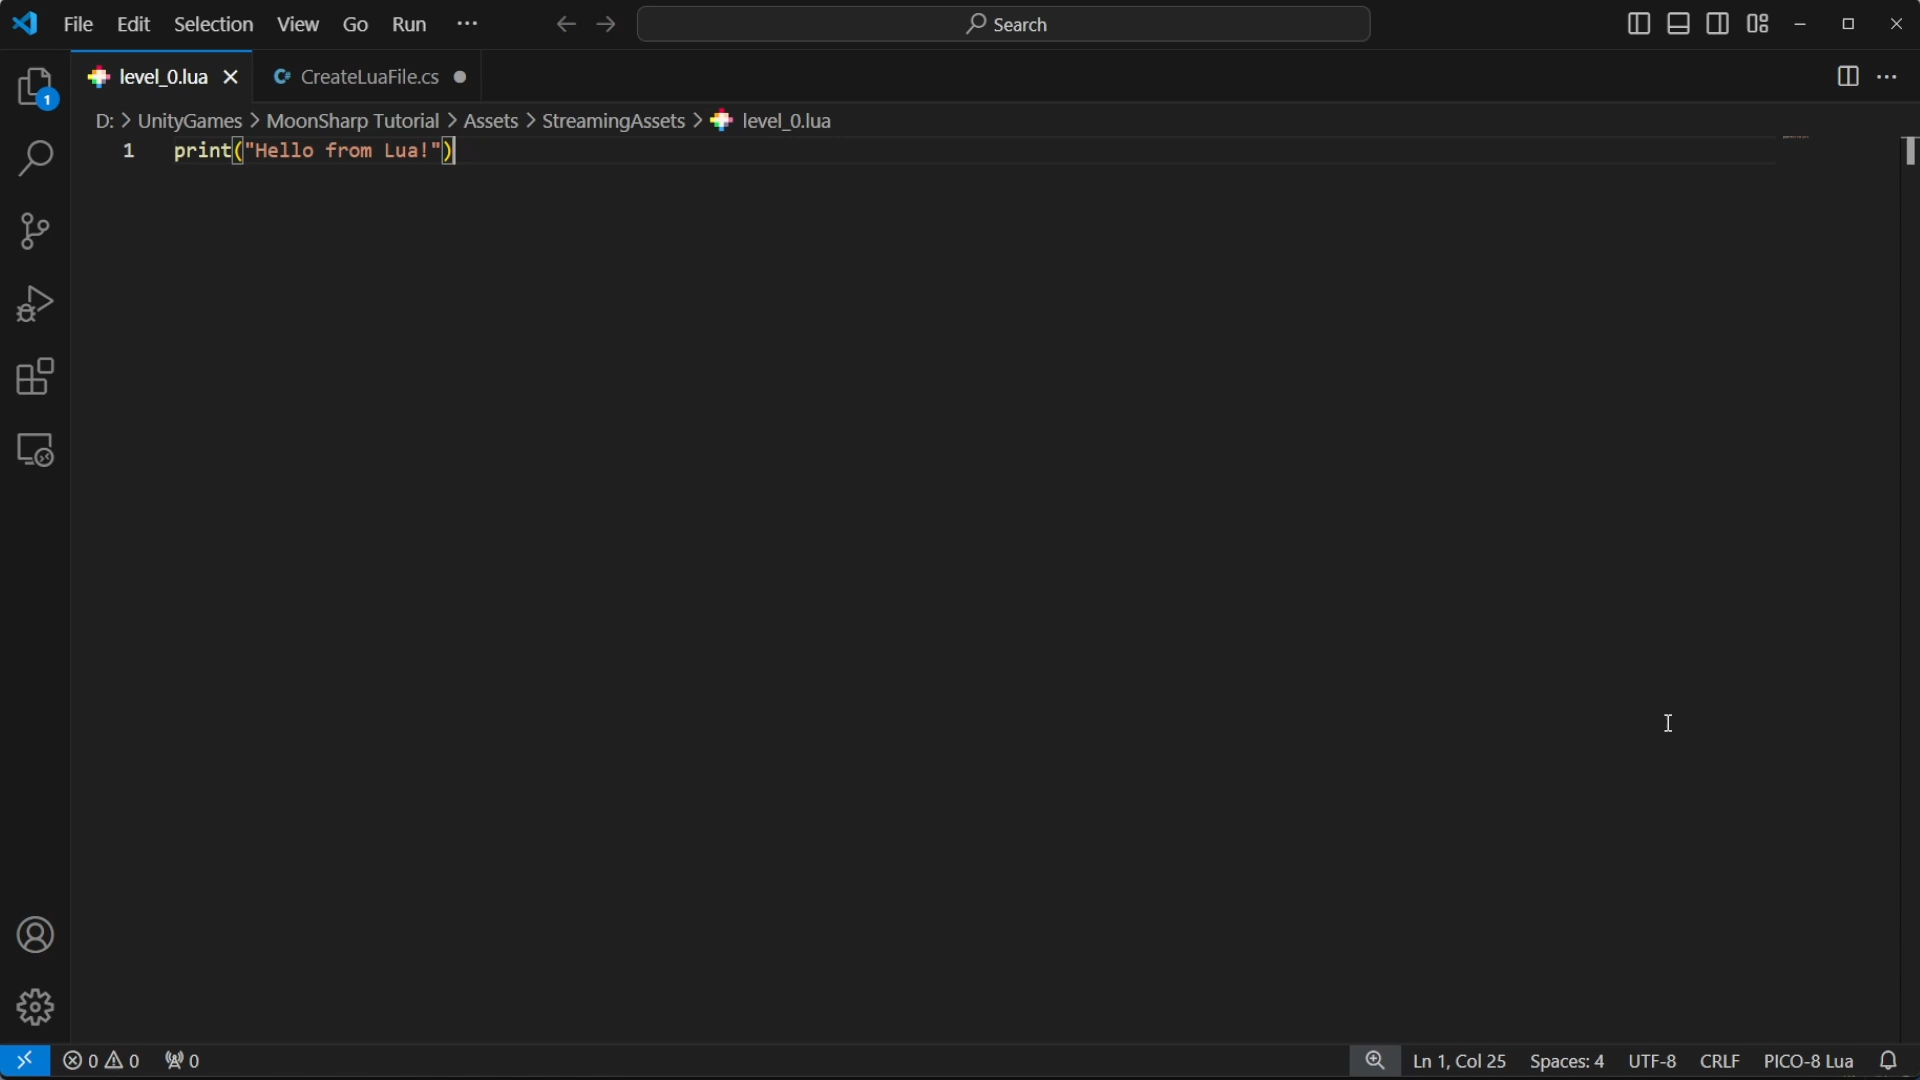 File Edit Selection View Go Run ··· Search
level_0.lua C# CreateLuaFile.cs
1
D: > UnityGames > MoonSharp Tutorial > Assets > StreamingAssets > level_0.lua
1 print("Hello from Lua!")
0 0 0 Ln 1, Col 25 Spaces: 4 UTF-8 CRLF PICO-8 Lua